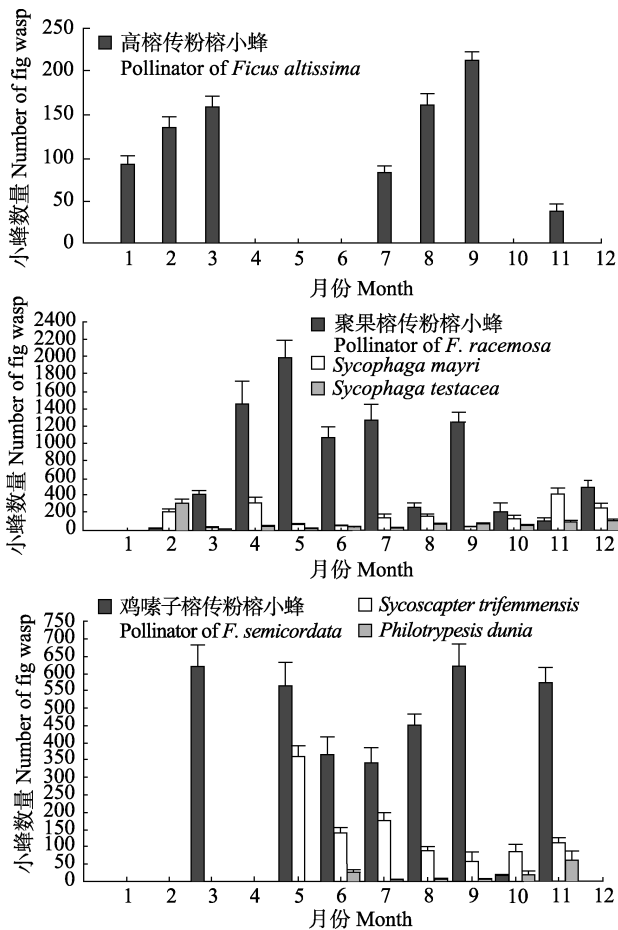 高榕传粉榕小蜂
Pollinator of Ficus altissima
小蜂数量 Number of fig wasp
250
200
150
100
50
0
1 2 3 4 5 6 7 8 9 10 11 12
月份 Month
聚果榕传粉榕小蜂
Pollinator of F. racemosa
Sycophaga mayri
Sycophaga testacea
小蜂数量 Number of fig wasp
2400
2200
2000
1800
1600
1400
1200
1000
800
600
400
200
0
1 2 3 4 5 6 7 8 9 10 11 12
月份 Month
鸡嗉子榕传粉榕小蜂
Pollinator of F. semicordata
Sycoscapter trifemmensis
Philotrypesis dunia
小蜂数量 Number of fig wasp
750
700
650
600
550
500
450
400
350
300
250
200
150
100
50
0
1 2 3 4 5 6 7 8 9 10 11 12
月份 Month